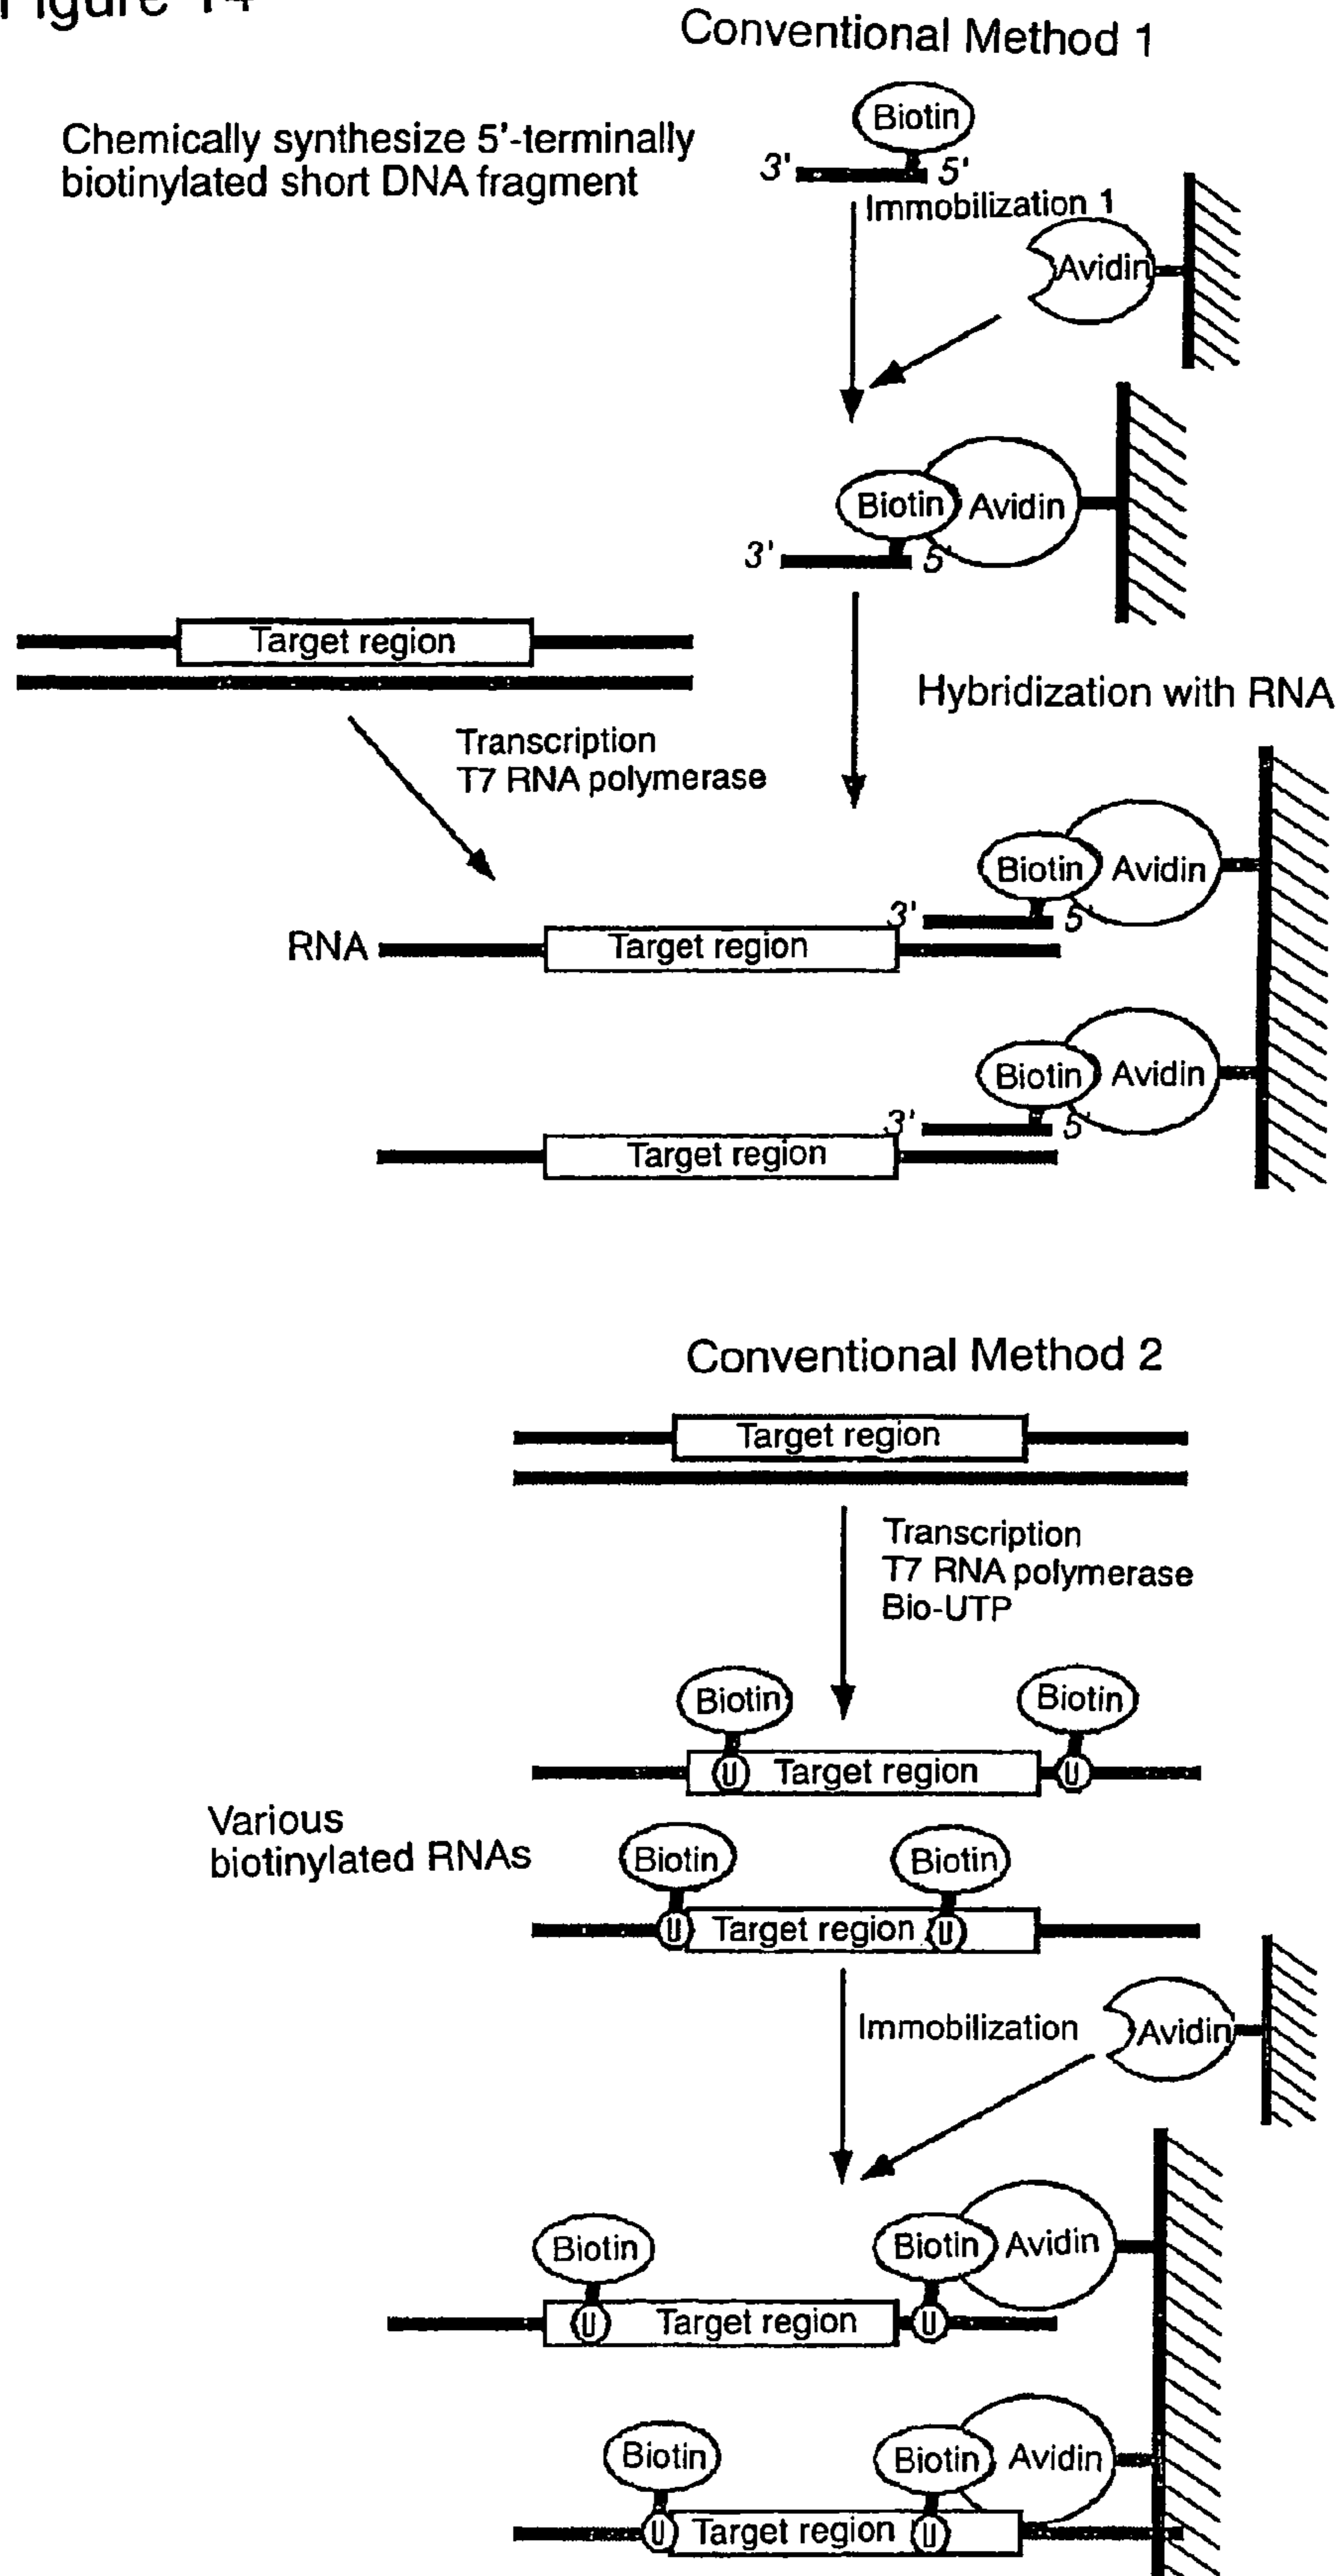 Figure 14
Conventional Method 1
Chemically synthesize 5'-terminally
biotinylated short DNA fragment
Biotin
3' 5'
Immobilization 1
Avidin
Biotin Avidin
3' 5'
Target region
Hybridization with RNA
Transcription
T7 RNA polymerase
Biotin Avidin
3' 5'
RNA Target region
Biotin Avidin
3' 5'
Target region
Conventional Method 2
Target region
Transcription
T7 RNA polymerase
Bio-UTP
Biotin Biotin
U Target region U
Various
biotinylated RNAs
Biotin Biotin
U Target region U
Immobilization
Avidin
Biotin Biotin Avidin
U Target region U
Biotin Biotin Avidin
U Target region U